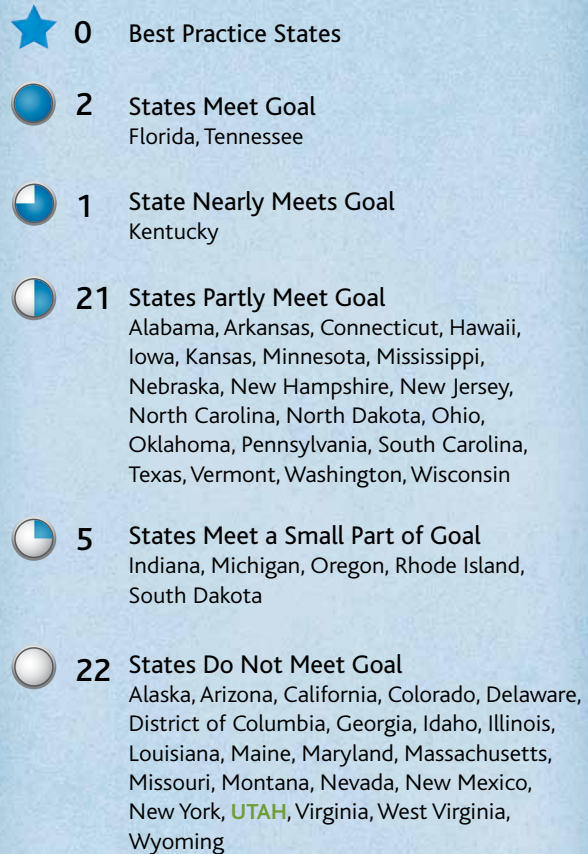 0 Best Practice States
2 States Meet Goal
Florida, Tennessee
1 State Nearly Meets Goal
Kentucky
21 States Partly Meet Goal
Alabama, Arkansas, Connecticut, Hawaii,
Iowa, Kansas, Minnesota, Mississippi,
Nebraska, New Hampshire, New Jersey,
North Carolina, North Dakota, Ohio,
Oklahoma, Pennsylvania, South Carolina,
Texas, Vermont, Washington, Wisconsin
5 States Meet a Small Part of Goal
Indiana, Michigan, Oregon, Rhode Island,
South Dakota
22 States Do Not Meet Goal
Alaska, Arizona, California, Colorado, Delaware,
District of Columbia, Georgia, Idaho, Illinois,
Louisiana, Maine, Maryland, Massachusetts,
Missouri, Montana, Nevada, New Mexico,
New York, UTAH, Virginia, West Virginia,
Wyoming